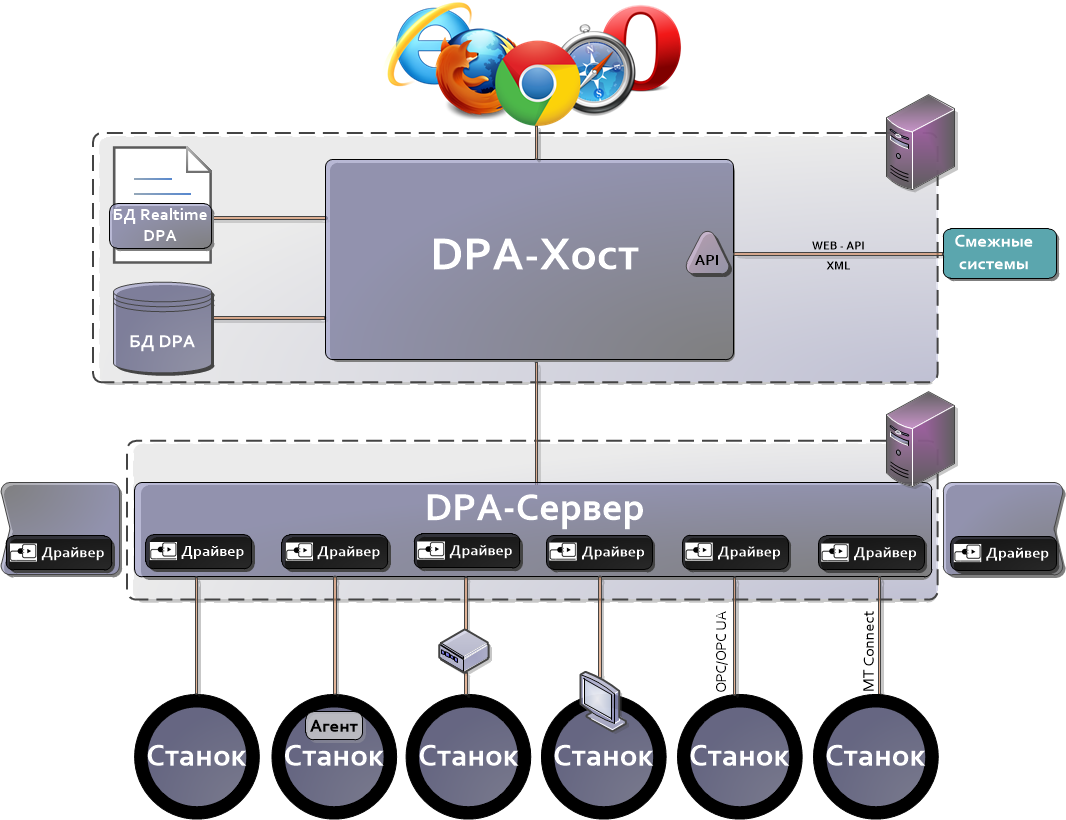 БД Realtime
DPA
DPA-Хост
API
WEB - API
XML
Смежные
системы
БД DPA
DPA-Сервер
Драйвер
Драйвер
Драйвер
Драйвер
Драйвер
Драйвер
Драйвер
Драйвер
OPC/OPC UA
MT Connect
Агент
Станок
Станок
Станок
Станок
Станок
Станок